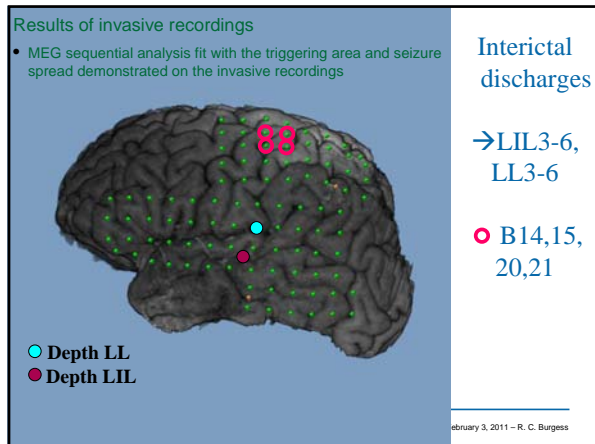 Results of invasive recordings
• MEG sequential analysis fit with the triggering area and seizure
spread demonstrated on the invasive recordings
Depth LL
Depth LIL
Interictal
discharges
→LIL3-6,
LL3-6
B14,15,
20,21
ebruary 3, 2011 – R. C. Burgess